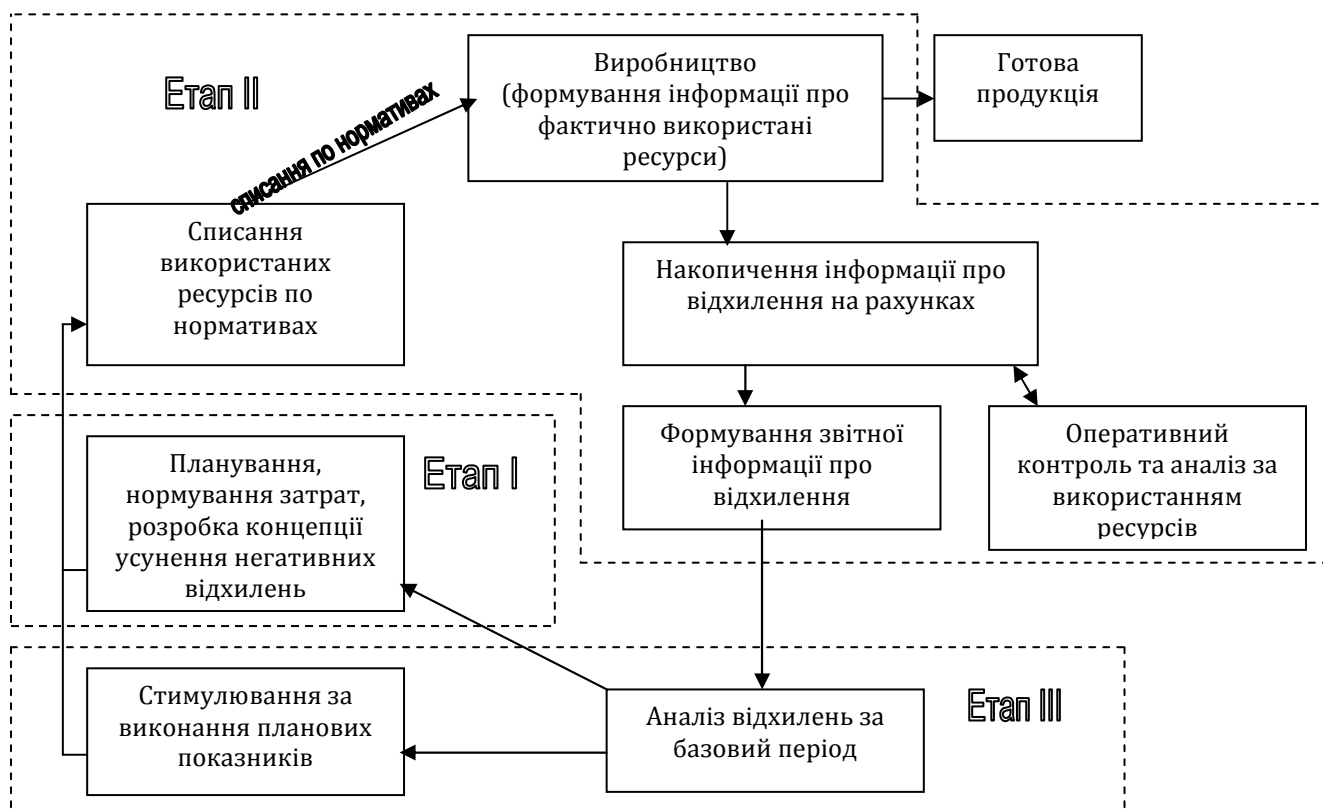 Етап II
списання по нормативах
Виробництво
(формування інформації про
фактично використані
ресурси)
Готова
продукція
Списання
використаних
ресурсів по
нормативах
Накопичення інформації про
відхилення на рахунках
Формування звітної
інформації про
відхилення
Оперативний
контроль та аналіз за
використанням
ресурсів
Планування,
нормування затрат,
розробка концепції
усунення негативних
відхилень
Етап I
Стимулювання за
виконання планових
показників
Аналіз відхилень за
базовий період
Етап III